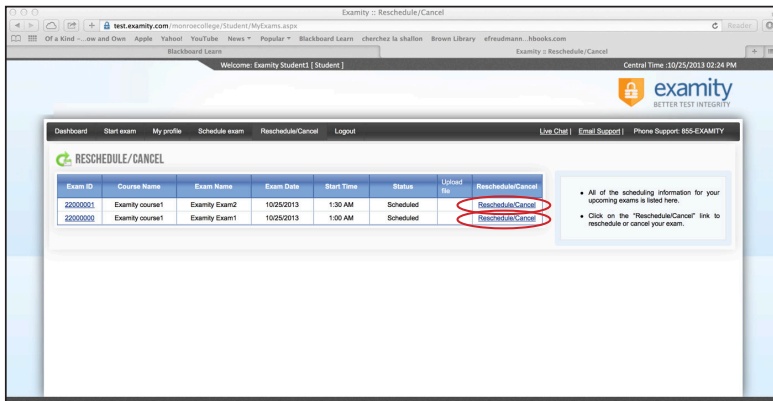 Examity :: Reschedule/Cancel
test.examity.com/monroecollege/Student/MyExams.aspx
Reader
Of a Kind –...ow and Own Apple Yahoo! YouTube News Popular Blackboard Learn cherchez la shallon Brown Library efreudmann...hbooks.com
Blackboard Learn Examity :: Reschedule/Cancel
Welcome: Examity Student1 [ Student ] Central Time :10/25/2013 02:24 PM
examity
BETTER TEST INTEGRITY
Dashboard Start exam My profile Schedule exam Reschedule/Cancel Logout Live Chat | Email Support | Phone Support: 855-EXAMITY
RESCHEDULE/CANCEL
Exam ID Course Name Exam Name Exam Date Start Time Status Upload file Reschedule/Cancel
22000001 Examity course1 Examity Exam2 10/25/2013 1:30 AM Scheduled Reschedule/Cancel
22000000 Examity course1 Examity Exam1 10/25/2013 1:00 AM Scheduled Reschedule/Cancel
• All of the scheduling information for your
upcoming exams is listed here.
• Click on the "Reschedule/Cancel" link to
reschedule or cancel your exam.